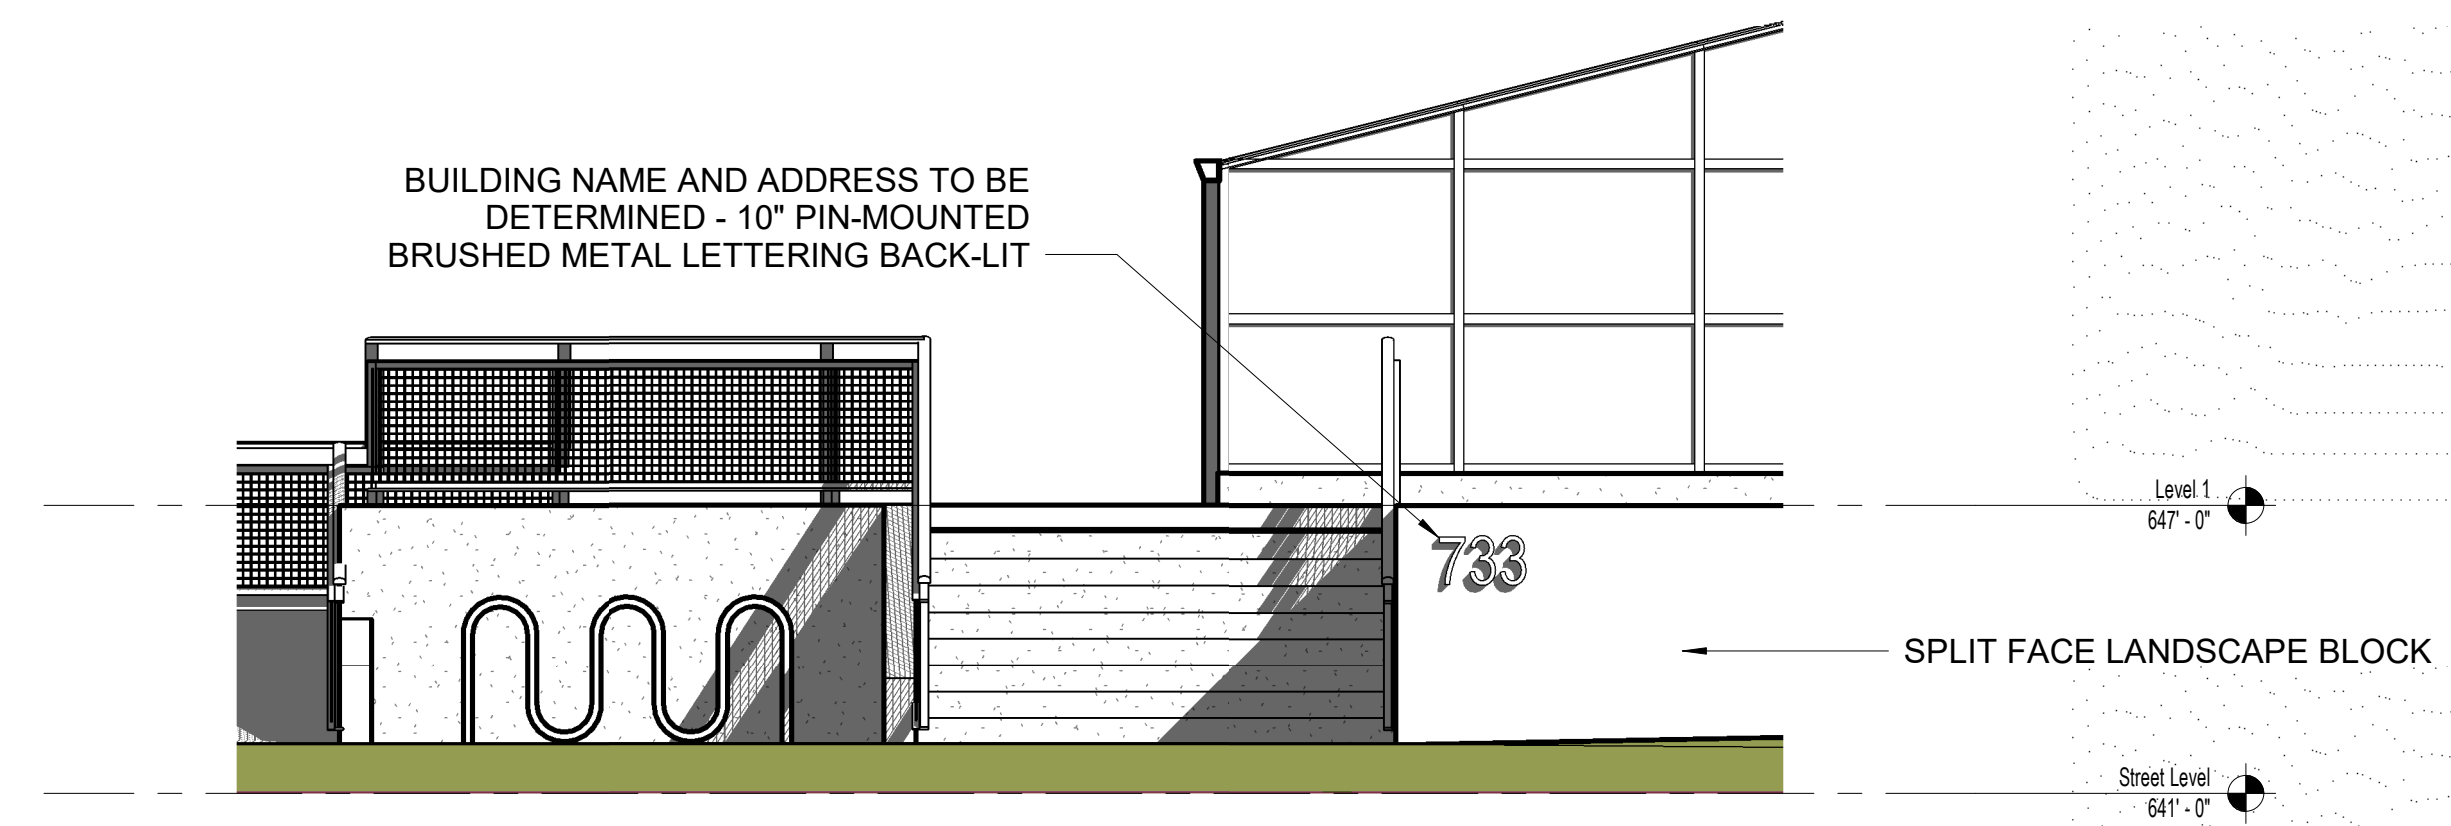 BUILDING NAME AND ADDRESS TO BE
DETERMINED - 10" PIN-MOUNTED
BRUSHED METAL LETTERING BACK-LIT
Level 1
647' - 0"
733
SPLIT FACE LANDSCAPE BLOCK
Street Level
641' - 0"